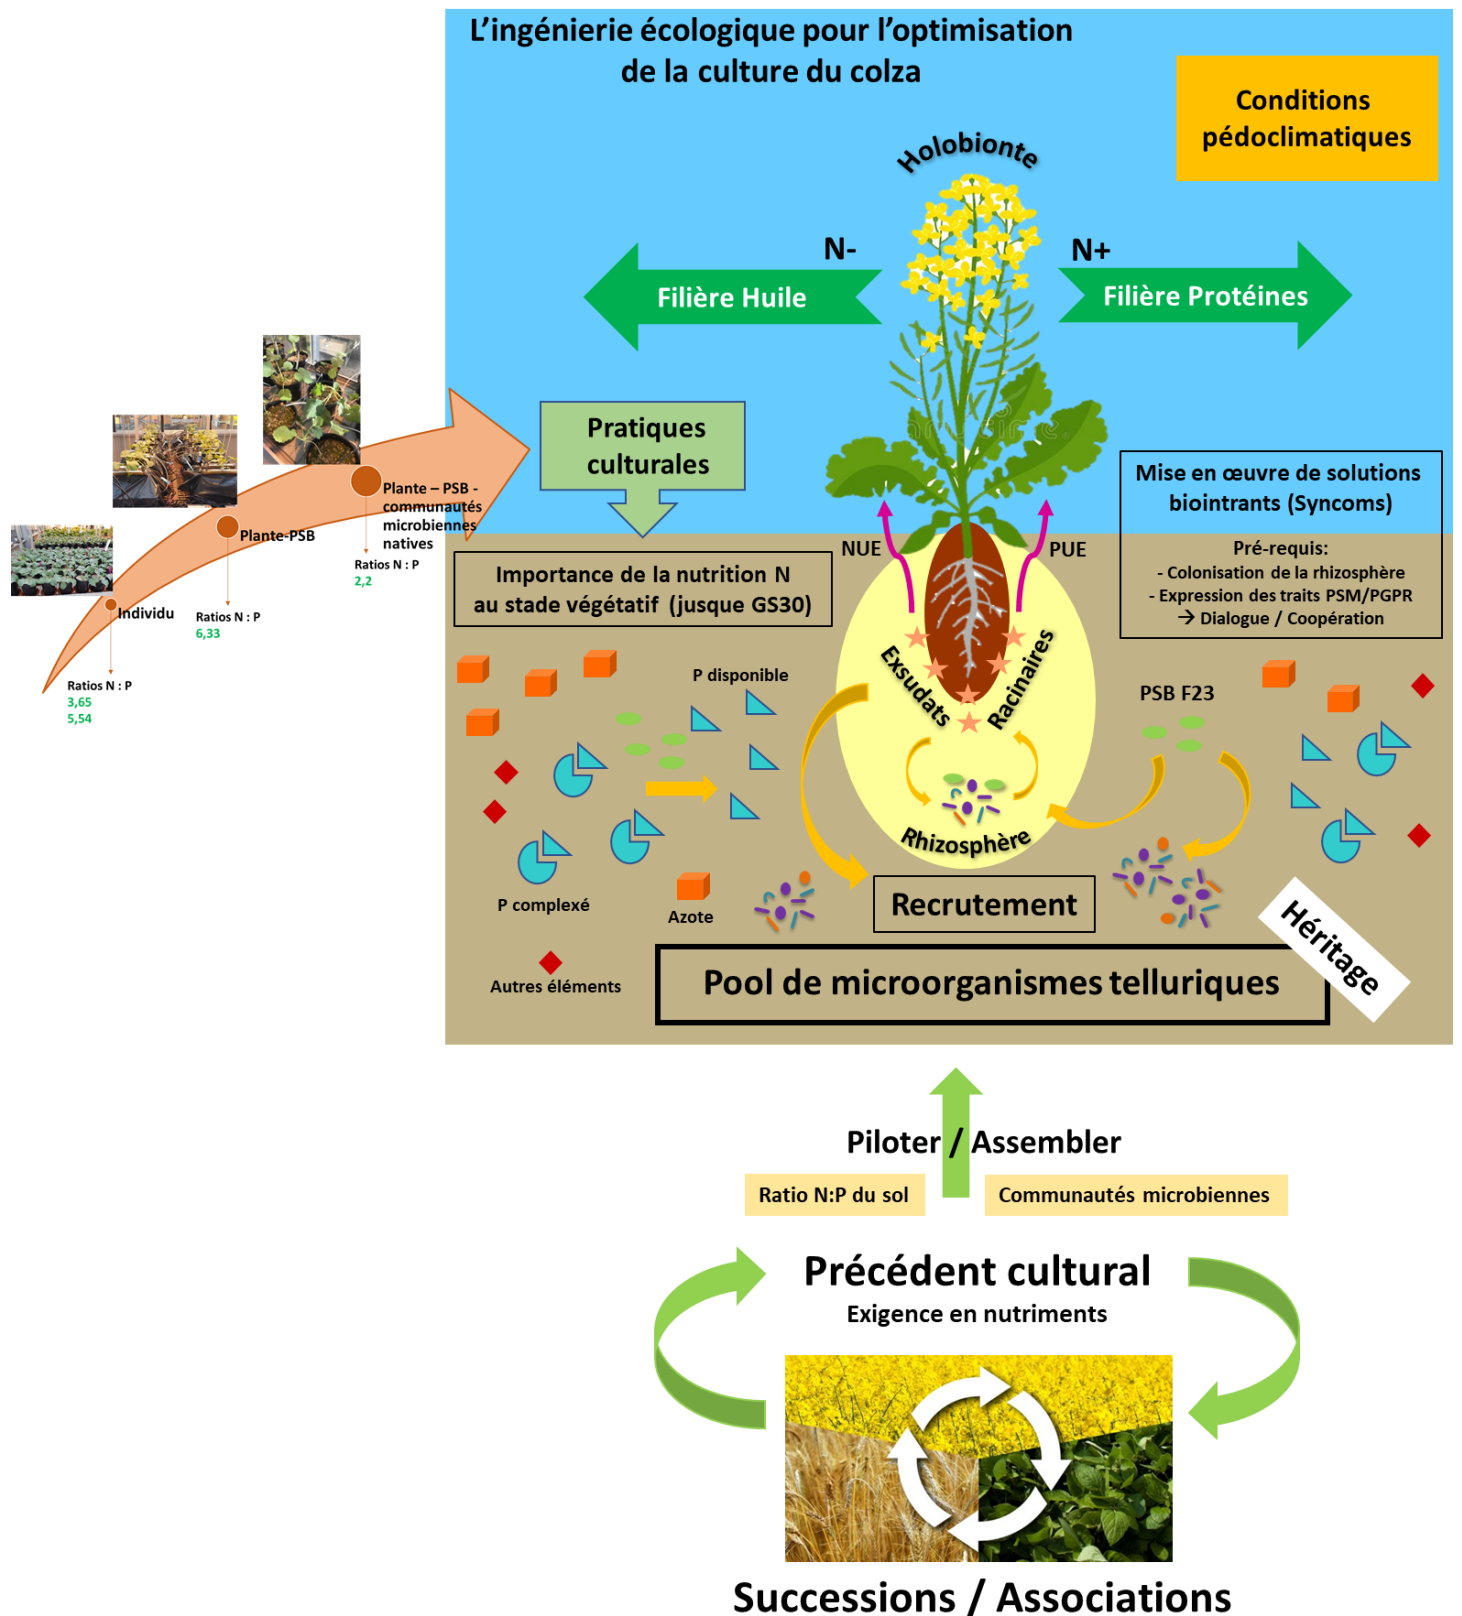 L'ingénierie écologique pour l'optimisation
de la culture du colza
Conditions
pédoclimatiques
Holobionte
N-
N+
Filière Huile
Filière Protéines
Pratiques
culturales
Plante – PSB -
communautés
microbiennes
natives
Ratios N : P
2,2
Plante-PSB
Ratios N : P
6,33
Individu
Ratios N : P
3,65
5,54
Mise en œuvre de solutions
biointrants (Syncoms)
Pré-requis:
- Colonisation de la rhizosphère
- Expression des traits PSM/PGPR
→ Dialogue / Coopération
NUE
PUE
Importance de la nutrition N
au stade végétatif (jusque GS30)
Exsudats
Racinaires
P disponible
PSB F23
Rhizosphère
P complexé
Azote
Recrutement
Héritage
Autres éléments
Pool de microorganismes telluriques
Piloter / Assembler
Ratio N:P du sol
Communautés microbiennes
Précédent cultural
Exigence en nutriments
Successions / Associations